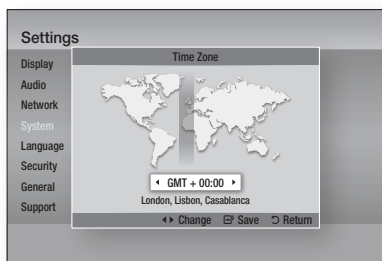 Settings
Time Zone
Display
Audio
Network
System
Language
Security
General
Support
GMT + 00:00
London, Lisbon, Casablanca
Change Save Return